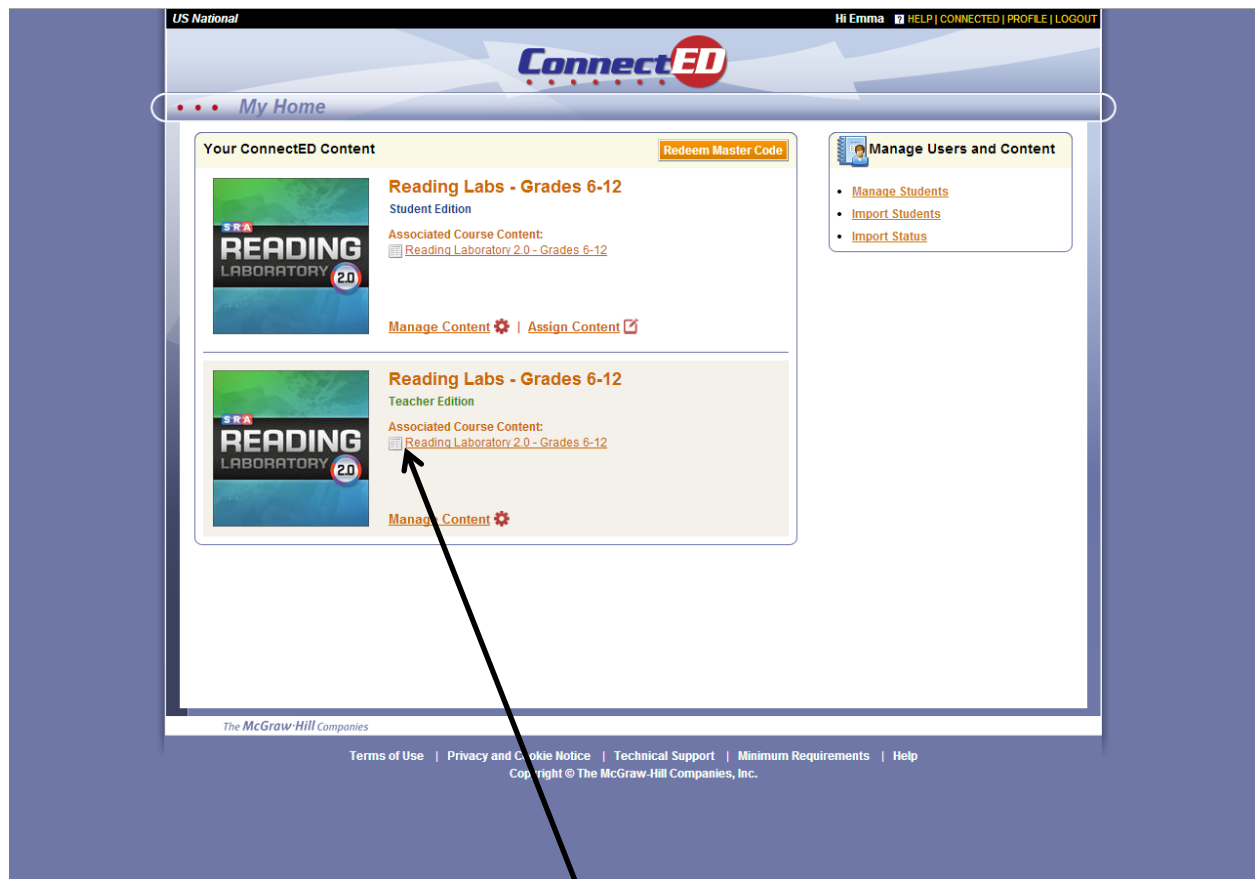 US National
Hi Emma ? HELP | CONNECTED | PROFILE | LOGOUT
ConnectED
My Home
Your ConnectED Content
Redeem Master Code
Reading Labs - Grades 6-12
Student Edition
Associated Course Content:
Reading Laboratory 2.0 - Grades 6-12
SRA
READING
LABORATORY 2.0
Manage Content | Assign Content
Reading Labs - Grades 6-12
Teacher Edition
Associated Course Content:
Reading Laboratory 2.0 - Grades 6-12
SRA
READING
LABORATORY 2.0
Manage Content
Manage Users and Content
• Manage Students
• Import Students
• Import Status
The McGraw·Hill Companies
Terms of Use | Privacy and Cookie Notice | Technical Support | Minimum Requirements | Help
Copyright © The McGraw-Hill Companies, Inc.